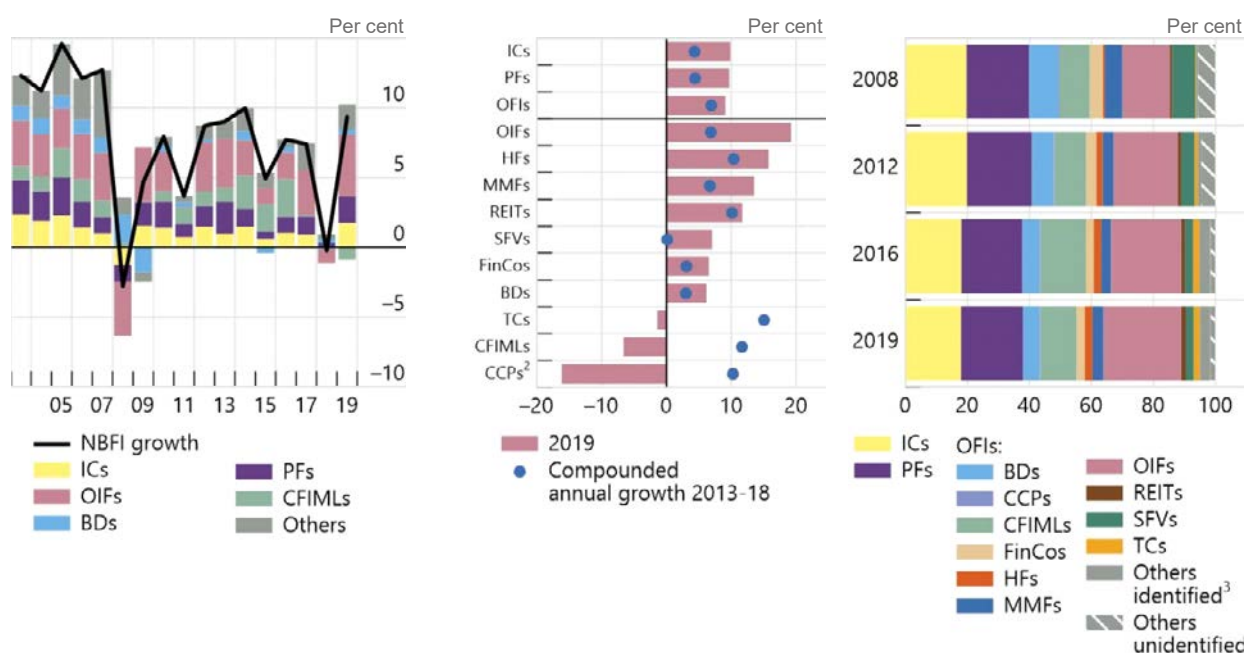 Per cent
10
5
0
–5
–10
05 07 09 11 13 15 17 19
NBFI growth
ICs
OIFs
BDs
PFs
CFIMLs
Others
Per cent
ICs
PFs
OFIs
OIFs
HFs
MMFs
REITs
SFVs
FinCos
BDs
TCs
CFIMLs
CCPs²
–20 –10 0 10 20
2019
Compounded
annual growth 2013-18
Per cent
2008
2012
2016
2019
0 20 40 60 80 100
ICs
PFs
OFIs:
BDs
CCPs
CFIMLs
FinCos
HFs
MMFs
OIFs
REITs
SFVs
TCs
Others
identified³
Others
unidentified